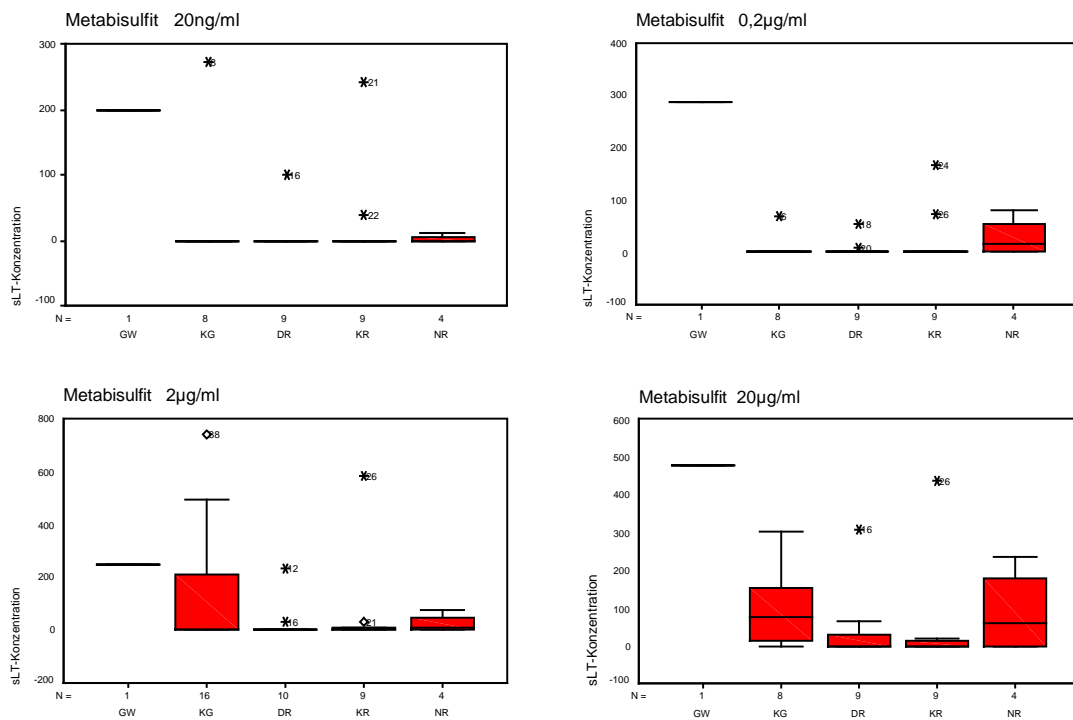 Metabisulfit 20ng/ml
300
200
100
0
-100
sLT-Konzentration
21
16
22
N = 1 8 9 9 4
GW KG DR KR NR
Metabisulfit 0,2µg/ml
400
300
200
100
0
-100
sLT-Konzentration
24
6
18
26
20
N = 1 8 9 9 4
GW KG DR KR NR
Metabisulfit 2µg/ml
800
600
400
200
0
-200
sLT-Konzentration
38
26
12
16
21
N = 1 16 10 9 4
GW KG DR KR NR
Metabisulfit 20µg/ml
600
500
400
300
200
100
0
-100
sLT-Konzentration
26
16
N = 1 8 9 9 4
GW KG DR KR NR